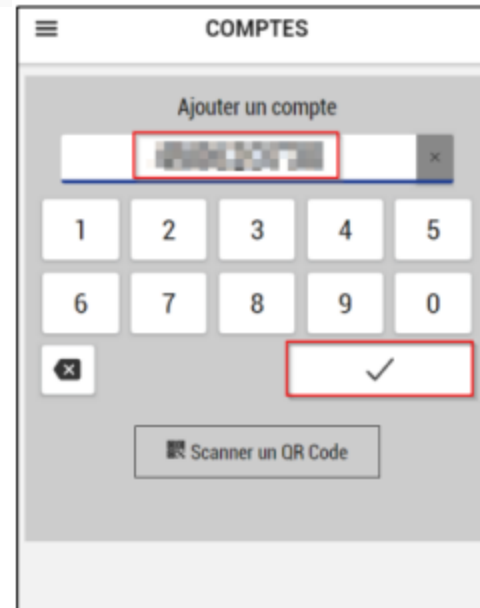 COMPTES
Ajouter un compte
1 2 3 4 5
6 7 8 9 0
Scanner un QR Code